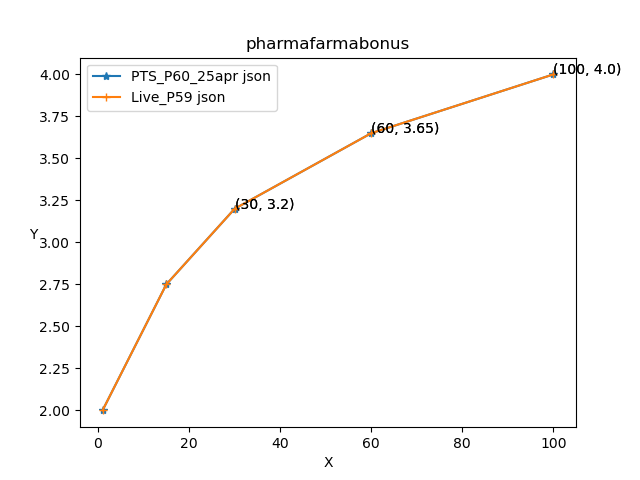 pharmafarmabonus
PTS_P60_25apr json
Live_P59 json
(100, 4.0)
(60, 3.65)
(30, 3.2)
4.00
3.75
3.50
3.25
3.00
2.75
2.50
2.25
2.00
Y
0 20 40 60 80 100
X